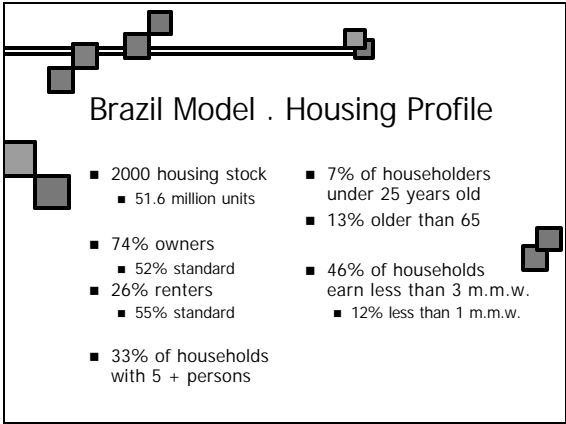 Brazil Model . Housing Profile
■ 2000 housing stock
■ 51.6 million units
■ 74% owners
■ 52% standard
■ 26% renters
■ 55% standard
■ 33% of households
with 5 + persons
■ 7% of householders
under 25 years old
■ 13% older than 65
■ 46% of households
earn less than 3 m.m.w.
■ 12% less than 1 m.m.w.